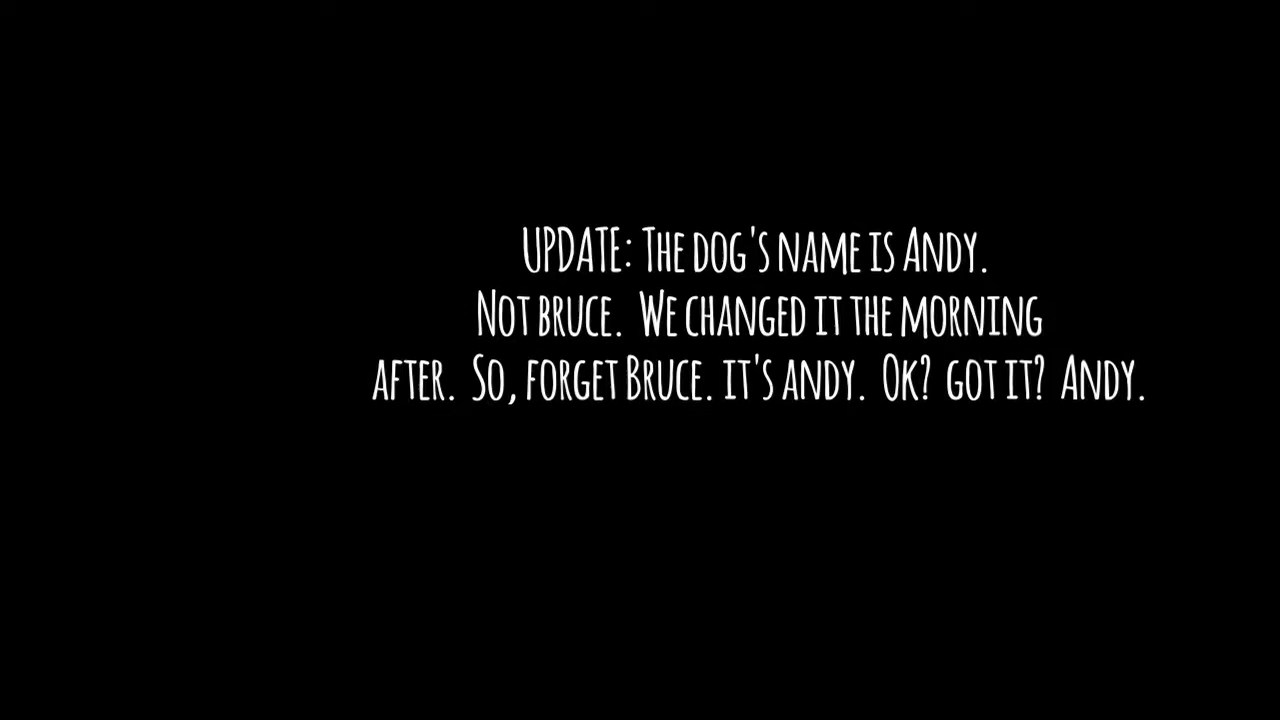 UPDATE: The dog's name is Andy.
Not bruce. We changed it the morning
after. So, forget Bruce. it's andy. Ok? got it? Andy.